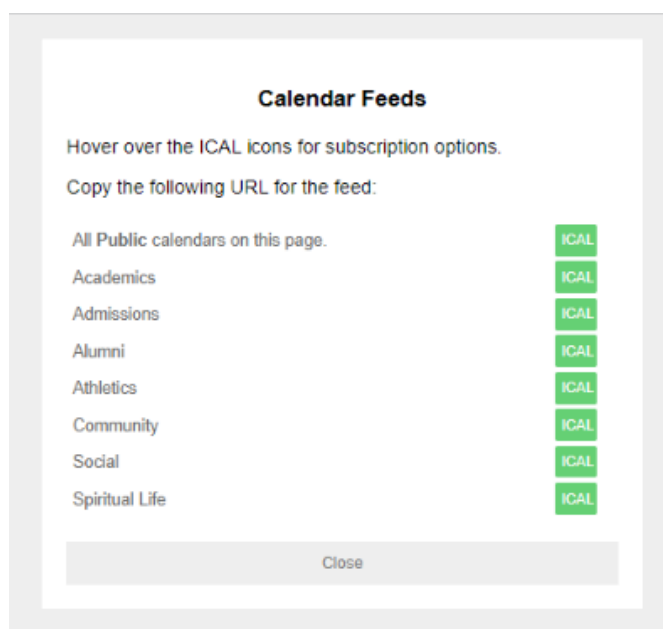 Calendar Feeds
Hover over the ICAL icons for subscription options.
Copy the following URL for the feed:
All Public calendars on this page. ICAL
Academics ICAL
Admissions ICAL
Alumni ICAL
Athletics ICAL
Community ICAL
Social ICAL
Spiritual Life ICAL
Close